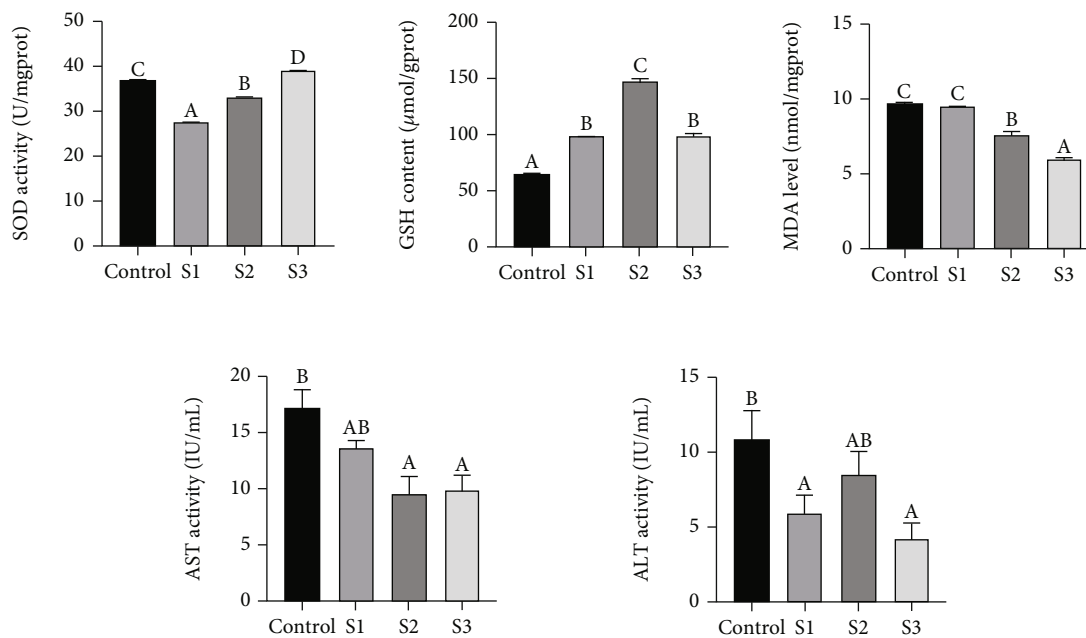 SOD activity (U/mgprot)
50
40
30
20
10
0
C
A
B
D
Control S1 S2 S3
GSH content (μmol/gprot)
200
150
100
50
0
A
B
C
B
Control S1 S2 S3
MDA level (nmol/mgprot)
15
10
5
0
C
C
B
A
Control S1 S2 S3
AST activity (IU/mL)
20
15
10
5
0
B
AB
A
A
Control S1 S2 S3
ALT activity (IU/mL)
15
10
5
0
B
A
AB
A
Control S1 S2 S3